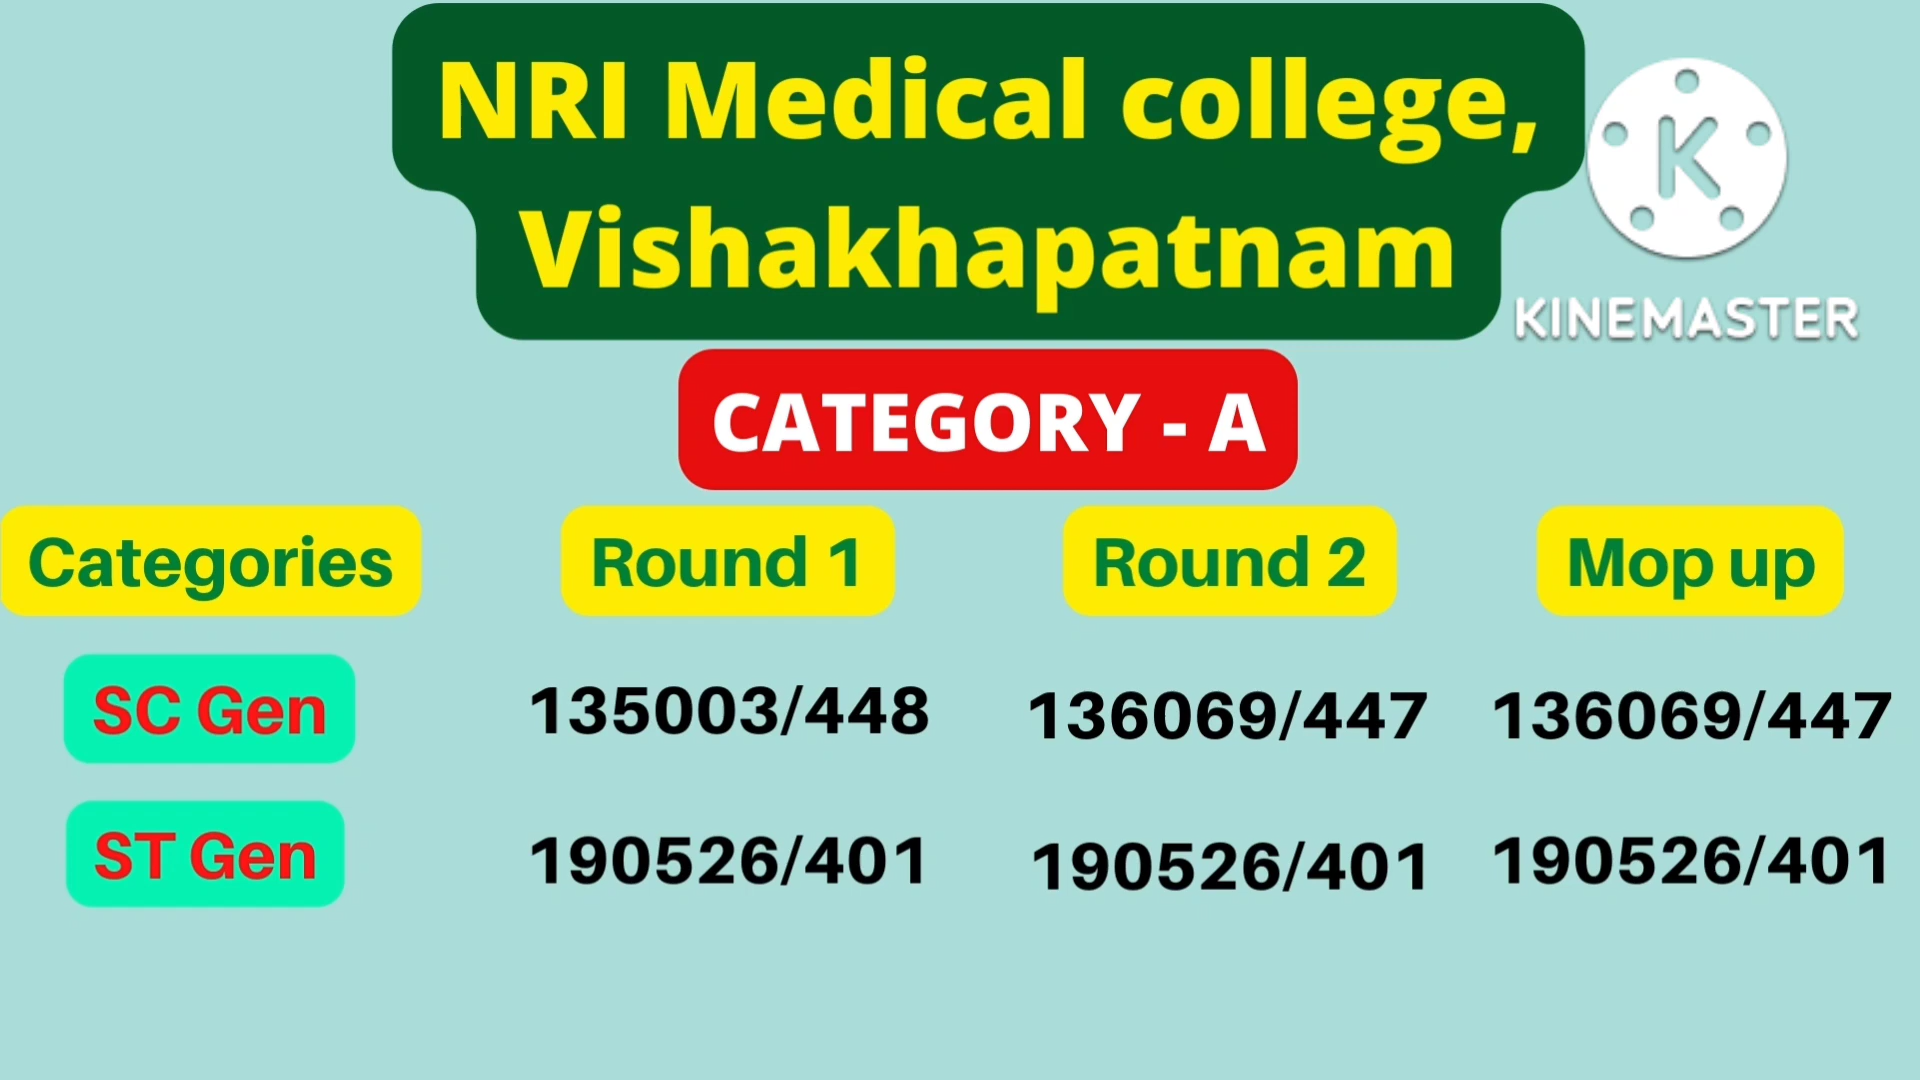 NRI Medical college,
Vishakhapatnam
K
KINEMASTER
CATEGORY - A
Categories Round 1 Round 2 Mop up
SC Gen 135003/448 136069/447 136069/447
ST Gen 190526/401 190526/401 190526/401